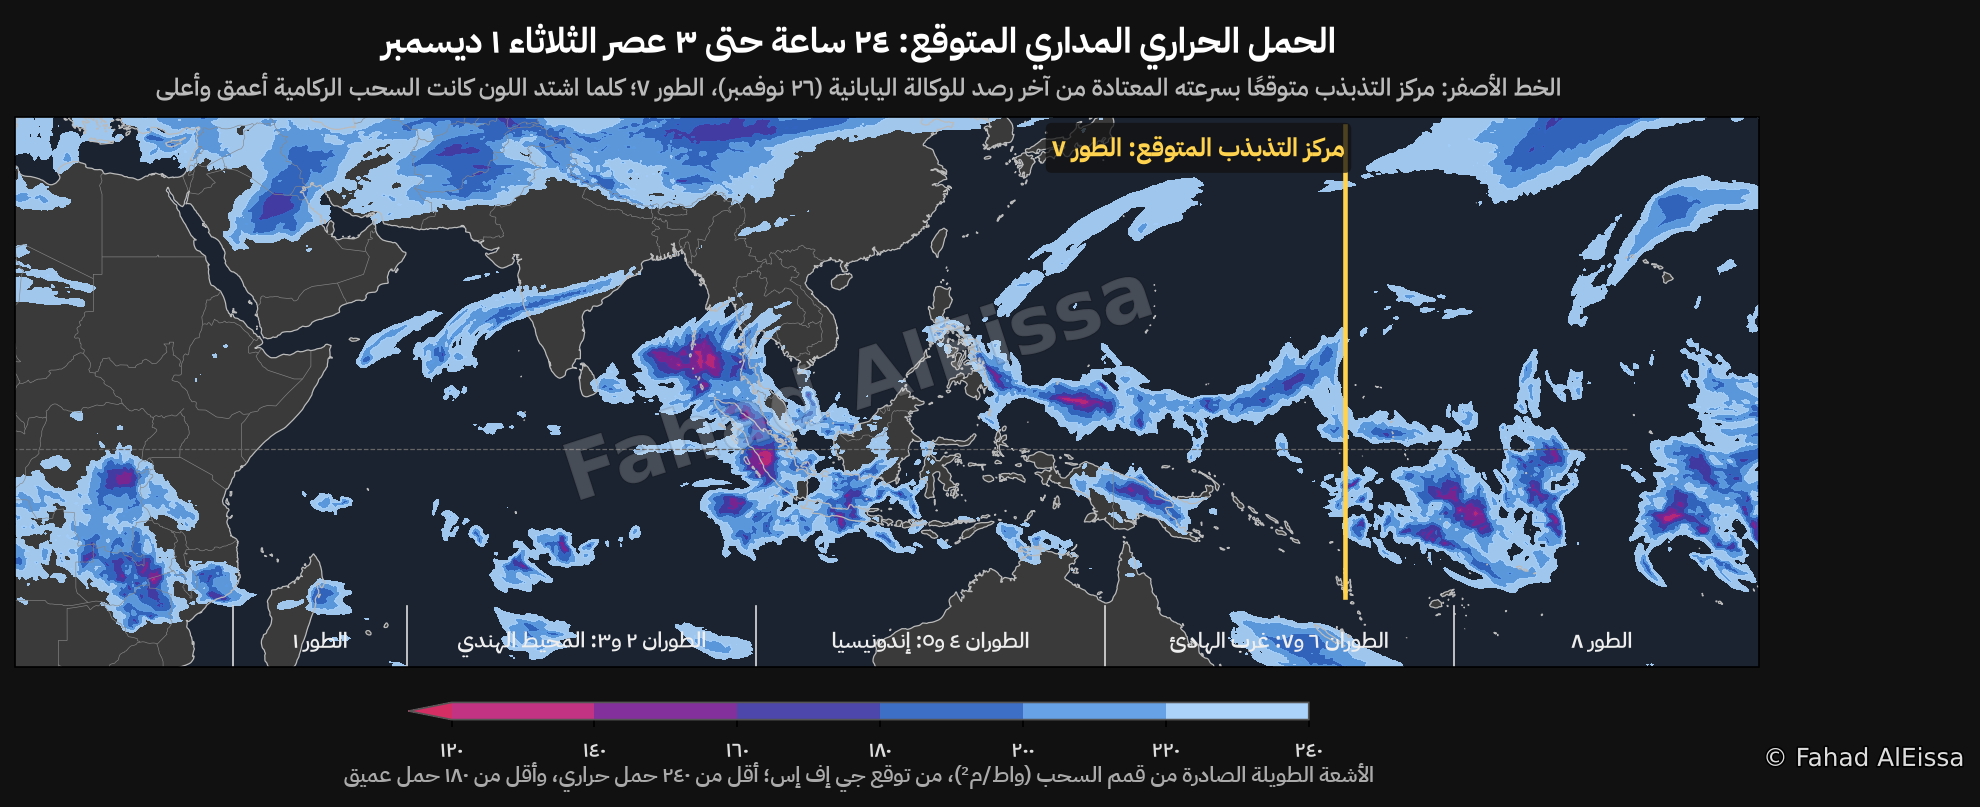 الحمل الحراري المداري المتوقع: ٢٤ ساعة حتى ٣ عصر الثلاثاء ١ ديسمبر
الخط الأصفر: مركز التذبذب متوقعًا بسرعته المعتادة من آخر رصد للوكالة اليابانية (٢٦ نوفمبر)، الطور ٧؛ كلما اشتد اللون كانت السحب الركامية أعمق وأعلى
مركز التذبذب المتوقع: الطور ٧
Fahad AlEissa
الطور ١
الطوران ٢ و٣: المحيط الهندي
الطوران ٤ و٥: إندونيسيا
الطوران ٦ و٧: غرب الهادئ
الطور ٨
١٢٠ ١٤٠ ١٦٠ ١٨٠ ٢٠٠ ٢٢٠ ٢٤٠
الأشعة الطويلة الصادرة من قمم السحب (واط/م²)، من توقع جي إف إس؛ أقل من ٢٤٠ حمل حراري، وأقل من ١٨٠ حمل عميق
© Fahad AlEissa